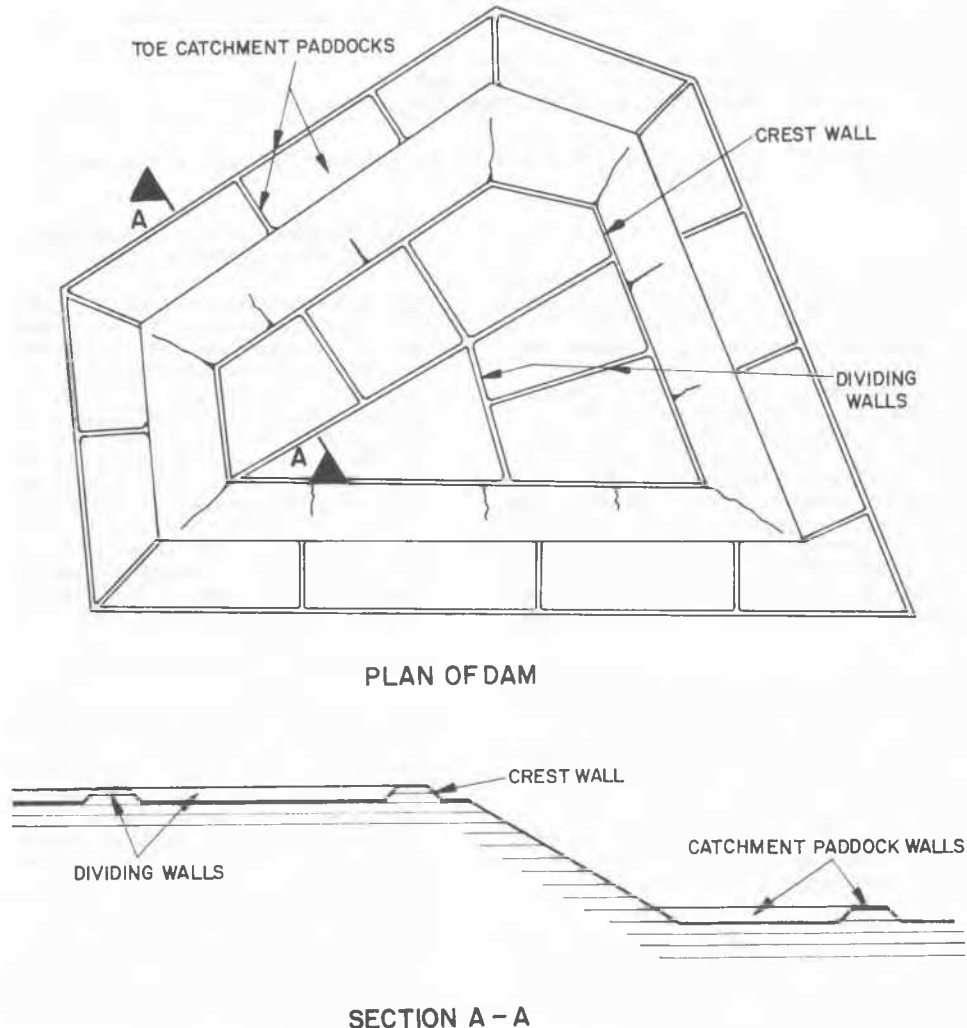 TOE CATCHMENT PADDOCKS
CREST WALL
A
DIVIDING
WALLS
A
PLAN OF DAM
CREST WALL
DIVIDING WALLS
CATCHMENT PADDOCK WALLS
SECTION A - A